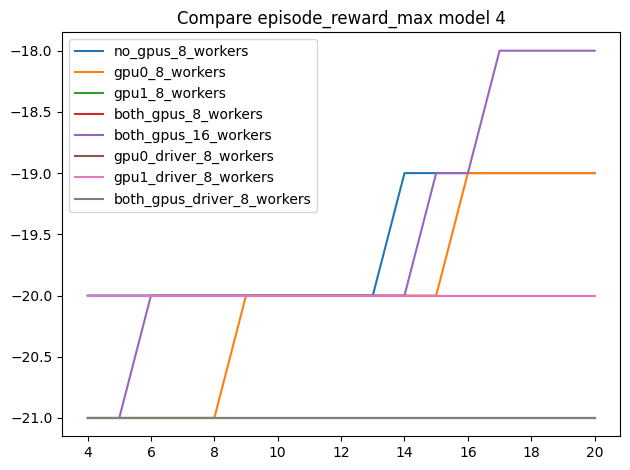 Compare episode_reward_max model 4
−18.0
−18.5
−19.0
−19.5
−20.0
−20.5
−21.0
no_gpus_8_workers
gpu0_8_workers
gpu1_8_workers
both_gpus_8_workers
both_gpus_16_workers
gpu0_driver_8_workers
gpu1_driver_8_workers
both_gpus_driver_8_workers
4 6 8 10 12 14 16 18 20